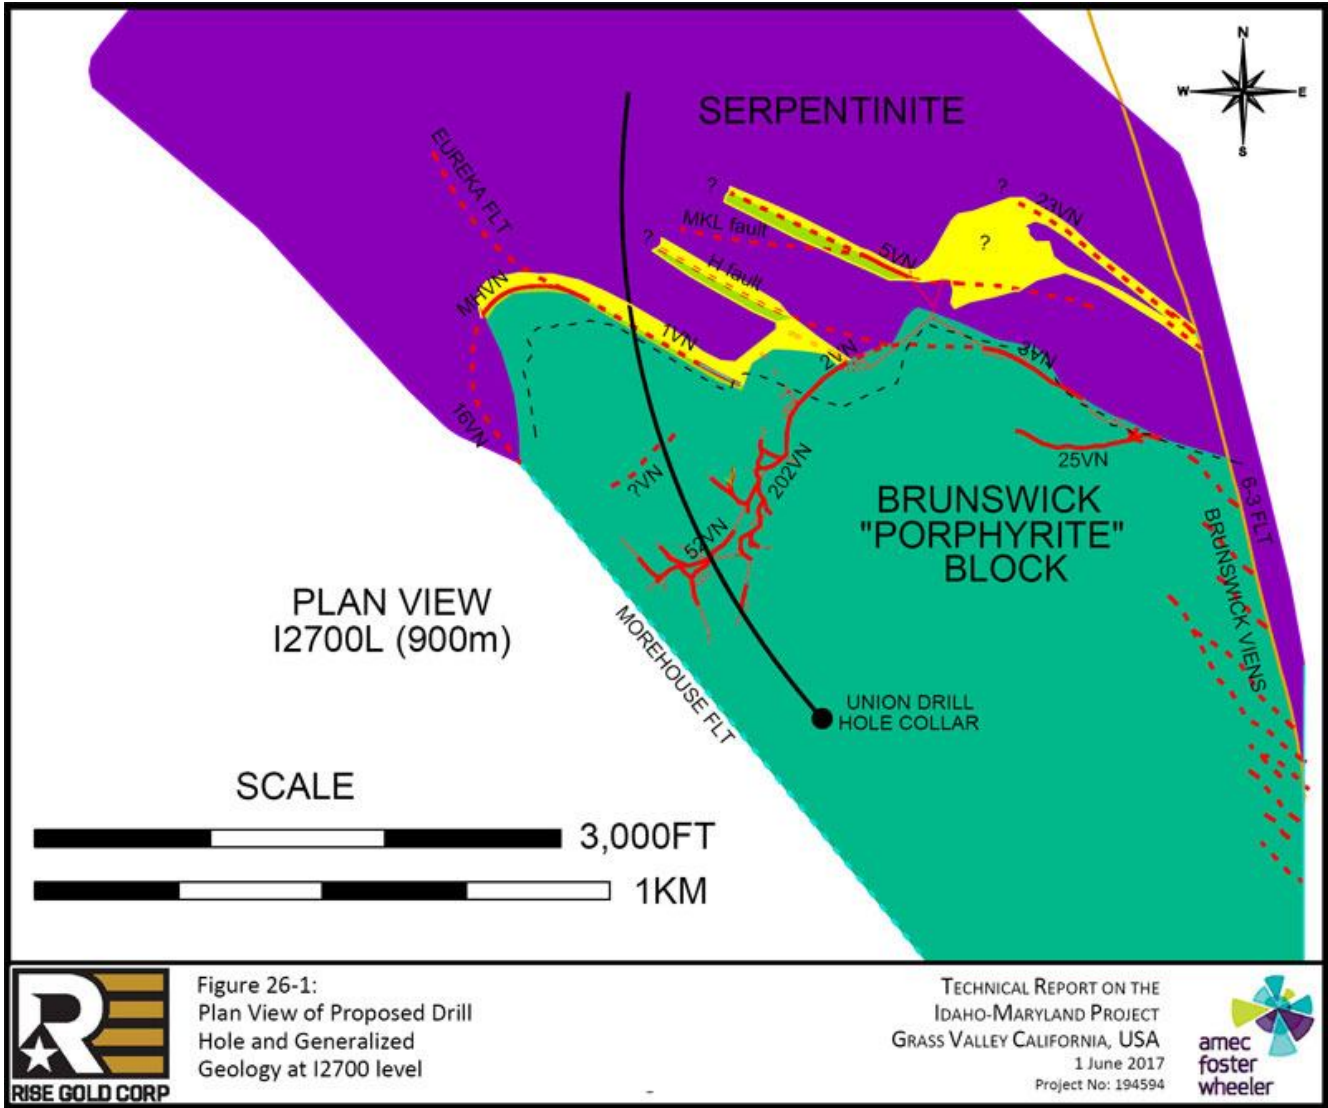 N
W E
S
SERPENTINITE
EUREKA FLT
?
MKL fault
?
23VN
?
5VN
?
H fault
MHVN
1VN
2VN
3VN
16VN
25VN
?VN
202VN
52VN
6-3 FLT
BRUNSWICK
"PORPHYRITE"
BLOCK
BRUNSWICK VIENS
PLAN VIEW
I2700L (900m)
MOREHOUSE FLT
UNION DRILL
HOLE COLLAR
SCALE
3,000FT
1KM
R
RISE GOLD CORP
Figure 26-1:
Plan View of Proposed Drill
Hole and Generalized
Geology at I2700 level
TECHNICAL REPORT ON THE
IDAHO-MARYLAND PROJECT
GRASS VALLEY CALIFORNIA, USA
1 June 2017
Project No: 194594
amec
foster
wheeler